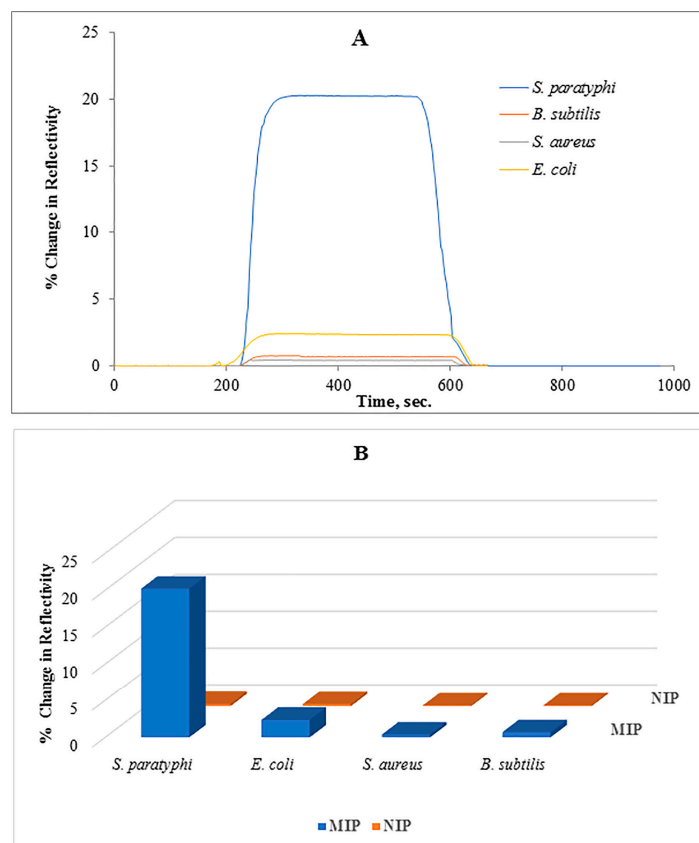 A
25
20
15
10
5
0
% Change in Reflectivity
S. paratyphi
B. subtilis
S. aureus
E. coli
0 200 400 600 800 1000
Time, sec.
B
25
20
15
10
5
0
% Change in Reflectivity
NIP
MIP
S. paratyphi E. coli S. aureus B. subtilis
MIP NIP